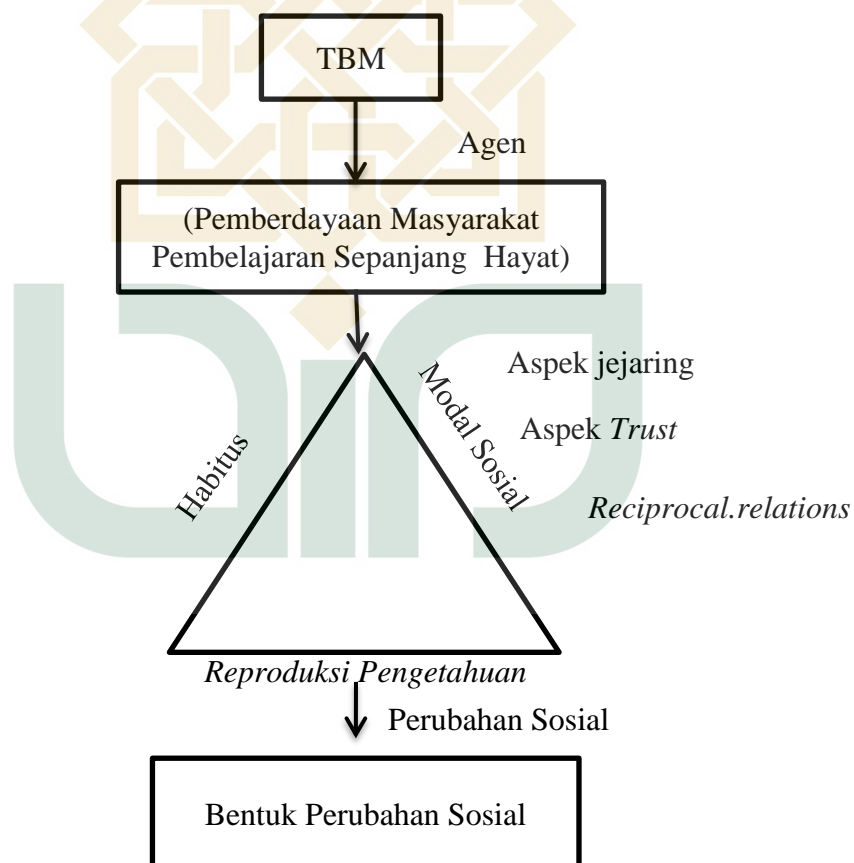 TBM
Agen
(Pemberdayaan Masyarakat
Pembelajaran Sepanjang Hayat)
Aspek jejaring
Modal Sosial
Aspek Trust
Habitus
Reciprocal.relations
Reproduksi Pengetahuan
Perubahan Sosial
Bentuk Perubahan Sosial